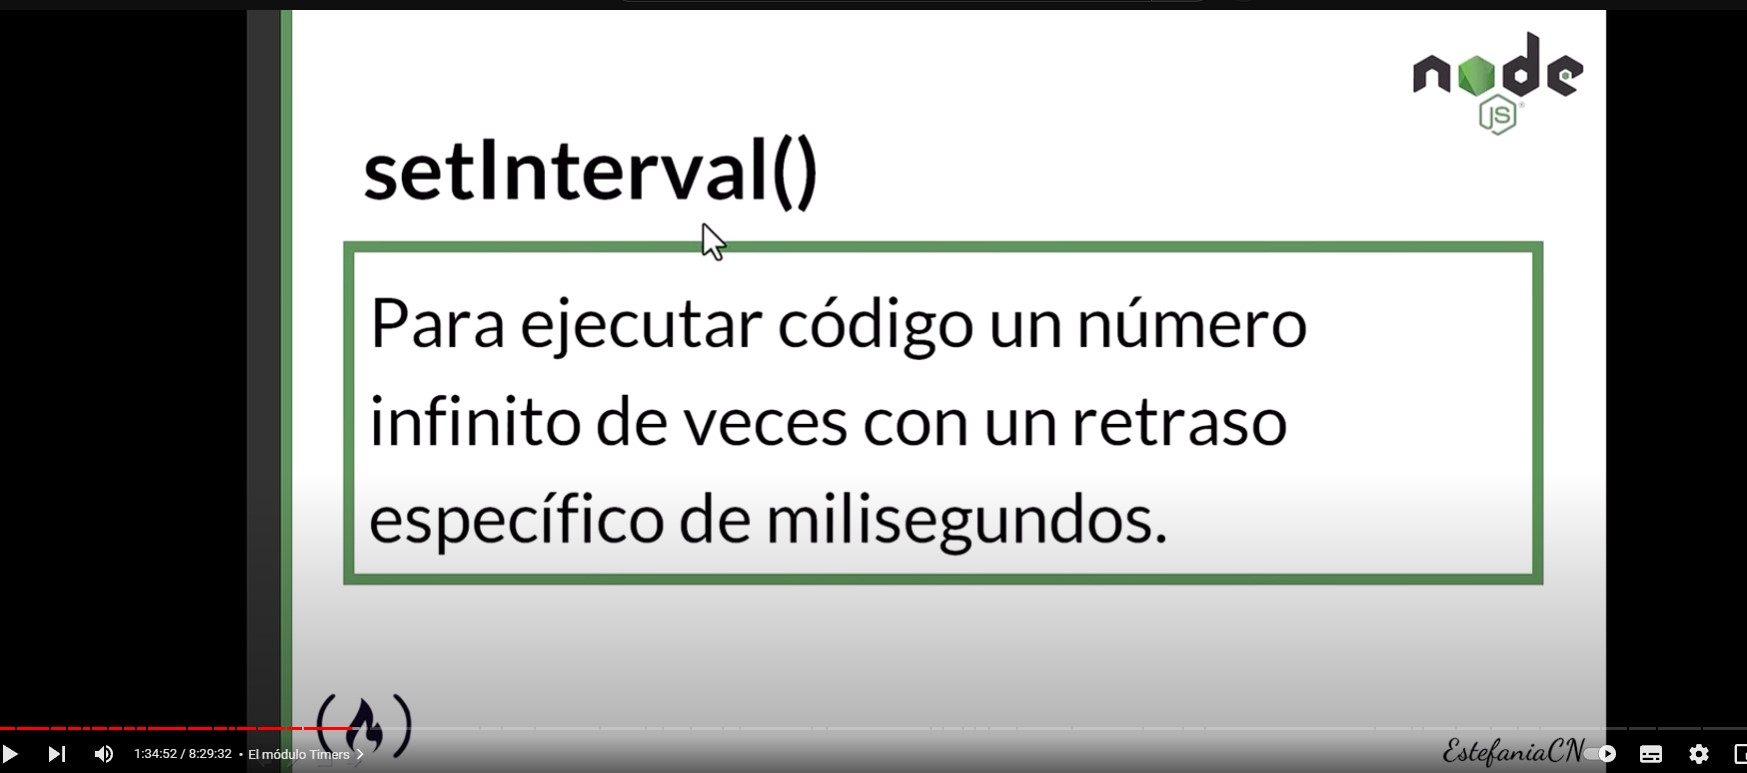 node
JS
setInterval()
Para ejecutar código un número
infinito de veces con un retraso
específico de milisegundos.
1:34:52 / 8:29:32 • El módulo Timers
EstefaniaCN